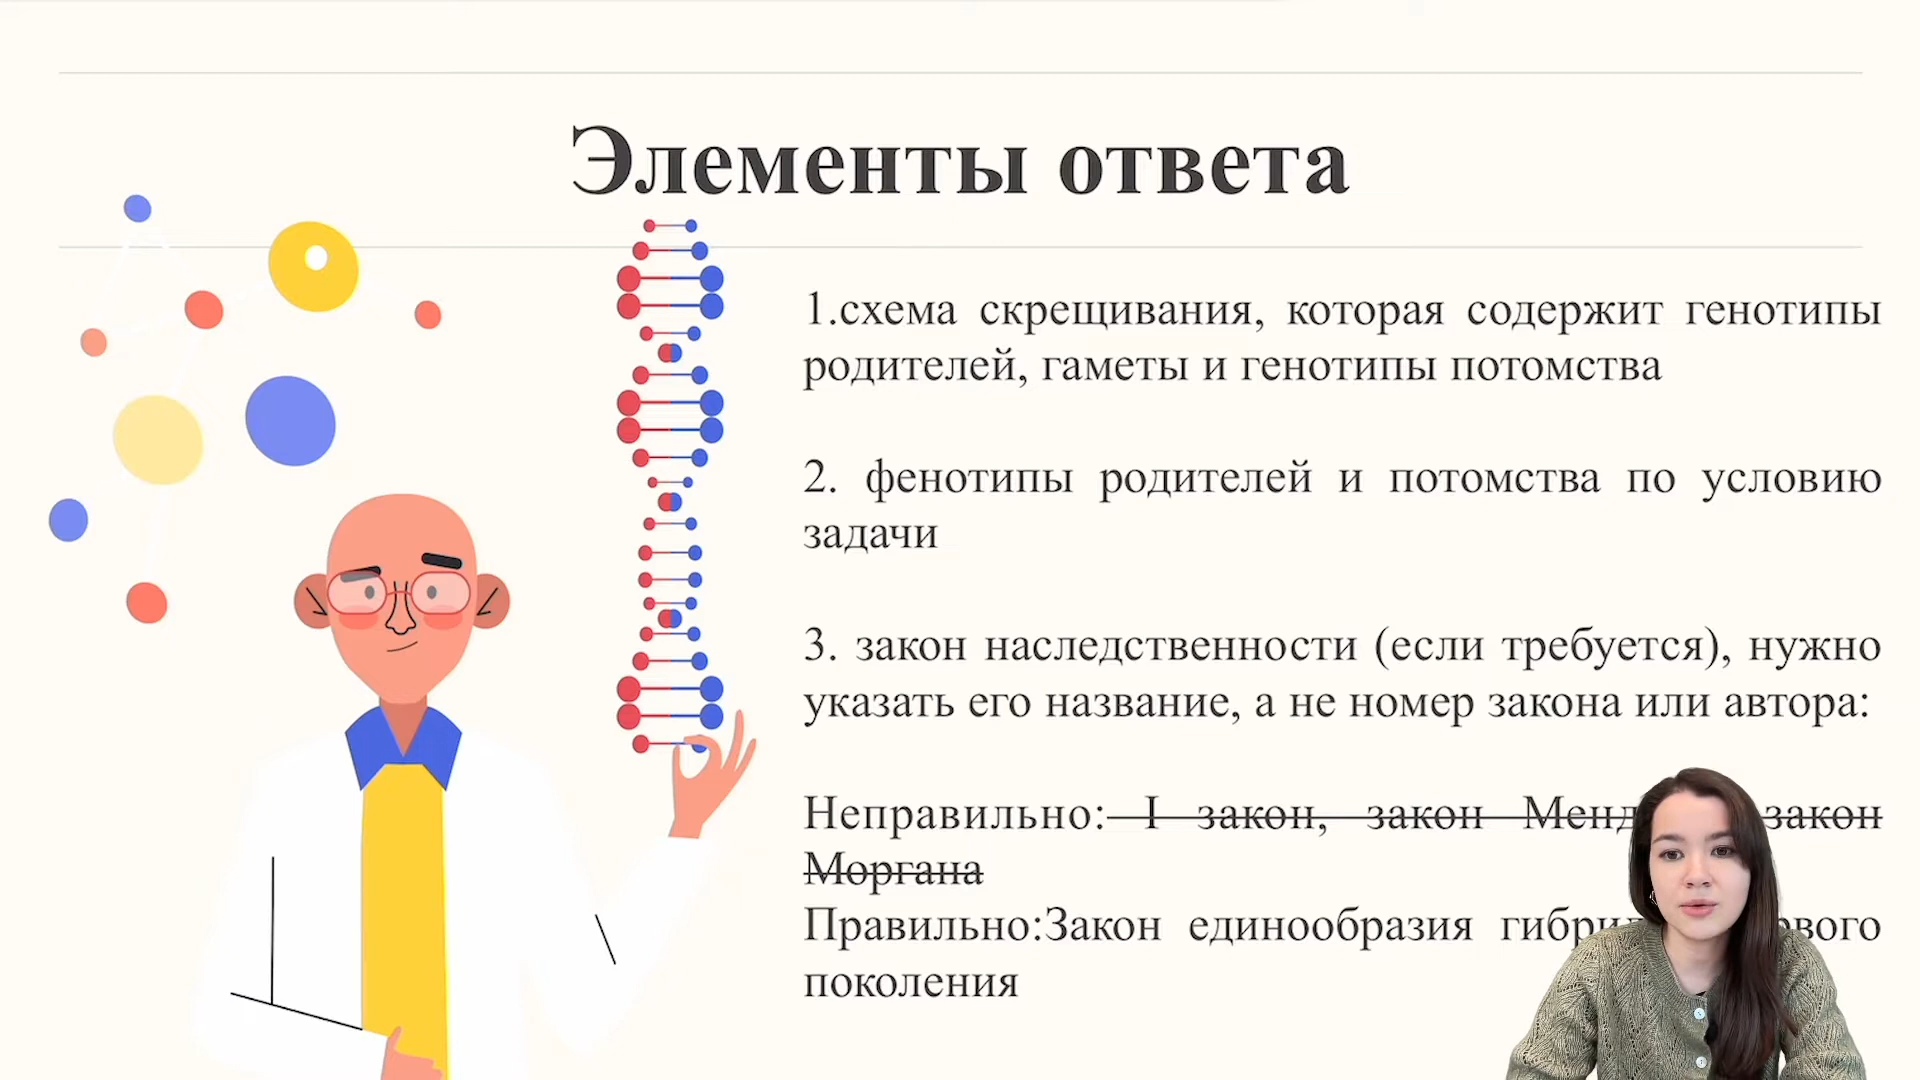 Элементы ответа
1.схема скрещивания, которая содержит генотипы
родителей, гаметы и генотипы потомства
2. фенотипы родителей и потомства по условию
задачи
3. закон наследственности (если требуется), нужно
указать его название, а не номер закона или автора:
Неправильно: I закон, закон закон
Моргана
Правильно:Закон единообразия
поколения